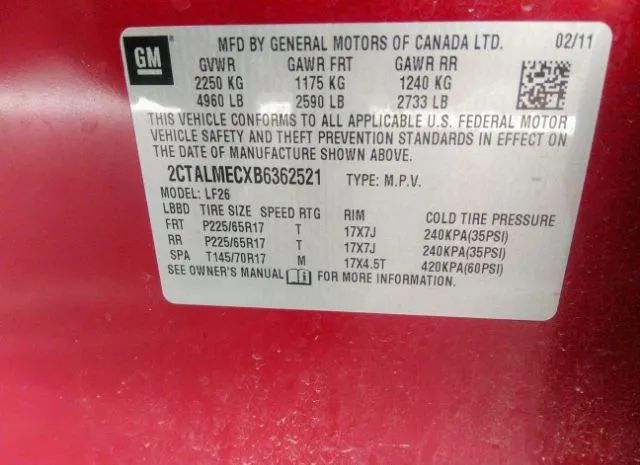 GM
MFD BY GENERAL MOTORS OF CANADA LTD. 02/11
GVWR GAWR FRT GAWR RR
2250 KG 1175 KG 1240 KG
4960 LB 2590 LB 2733 LB
THIS VEHICLE CONFORMS TO ALL APPLICABLE U.S. FEDERAL MOTOR
VEHICLE SAFETY AND THEFT PREVENTION STANDARDS IN EFFECT ON
THE DATE OF MANUFACTURE SHOWN ABOVE.
2CTALMECXB6362521 TYPE: M.P.V.
MODEL: LF26
LBBD TIRE SIZE SPEED RTG RIM COLD TIRE PRESSURE
FRT P225/65R17 T 17X7J 240KPA(35PSI)
RR P225/65R17 T 17X7J 240KPA(35PSI)
SPA T145/70R17 M 17X4.5T 420KPA(60PSI)
SEE OWNER'S MANUAL FOR MORE INFORMATION.